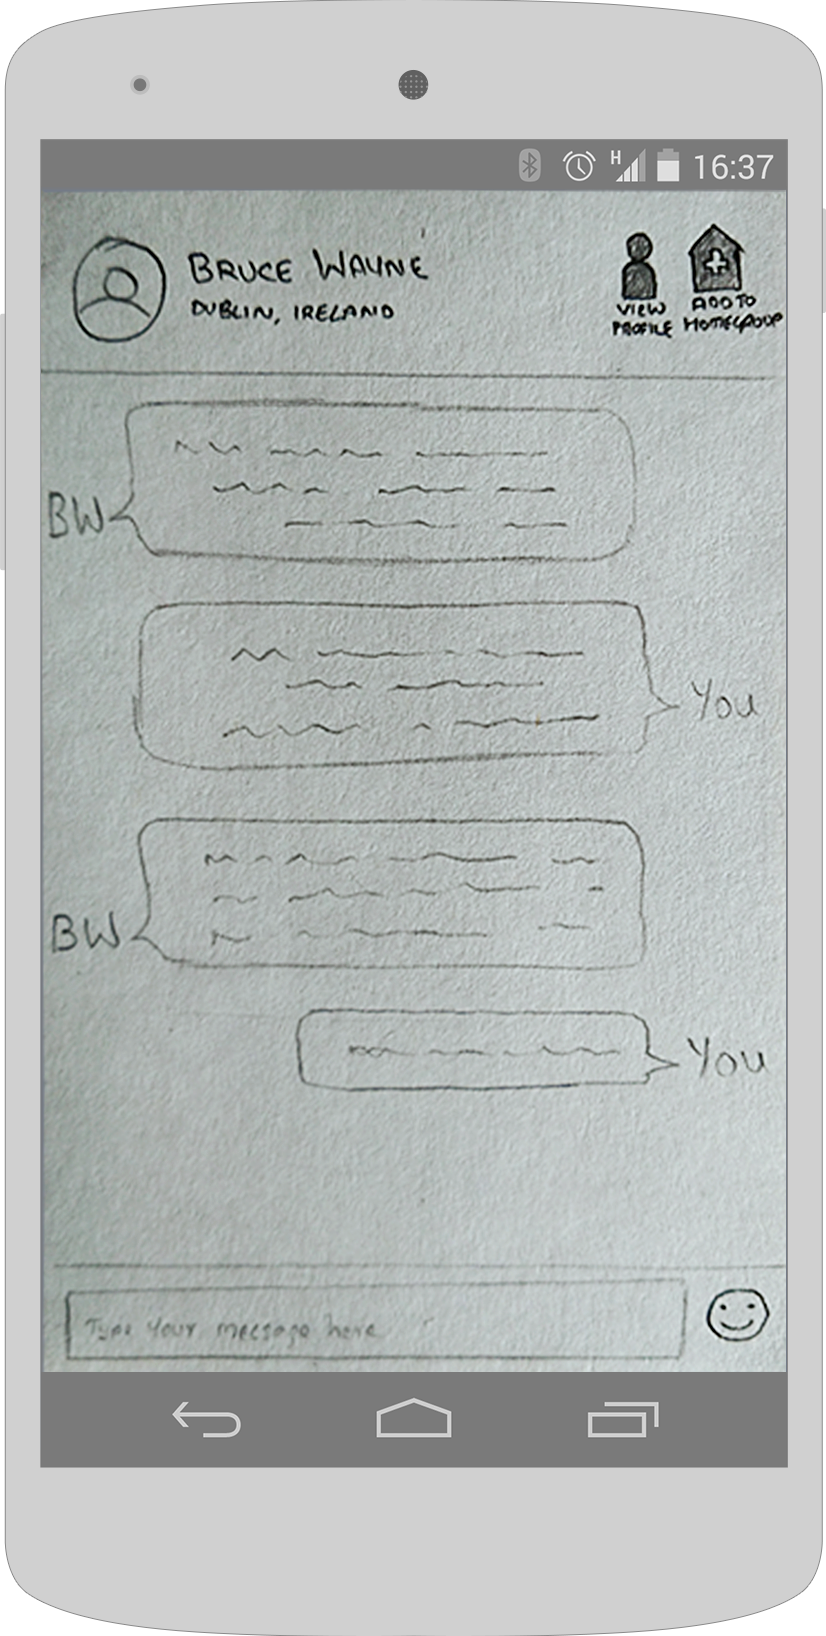 H 16:37
BRUCE WAYNE
DUBLIN, IRELAND
VIEW PROFILE
ADD TO HOMEGROUP
BW
You
BW
You
Type your message here